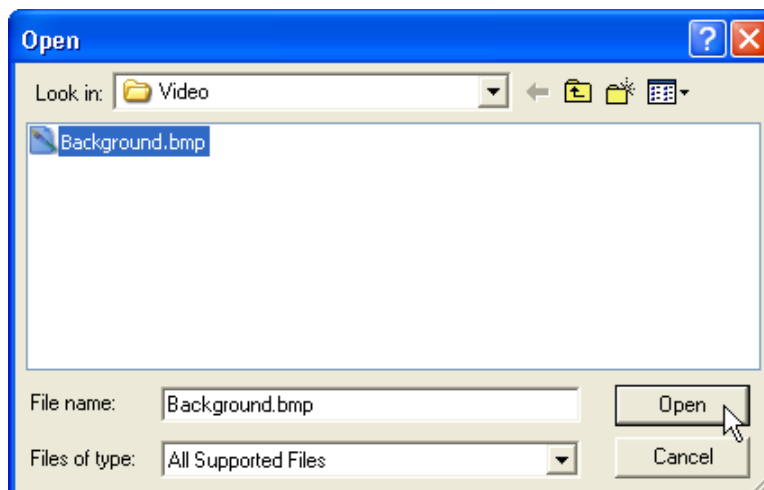 Open
Look in: Video
Background.bmp
File name: Background.bmp Open
Files of type: All Supported Files Cancel